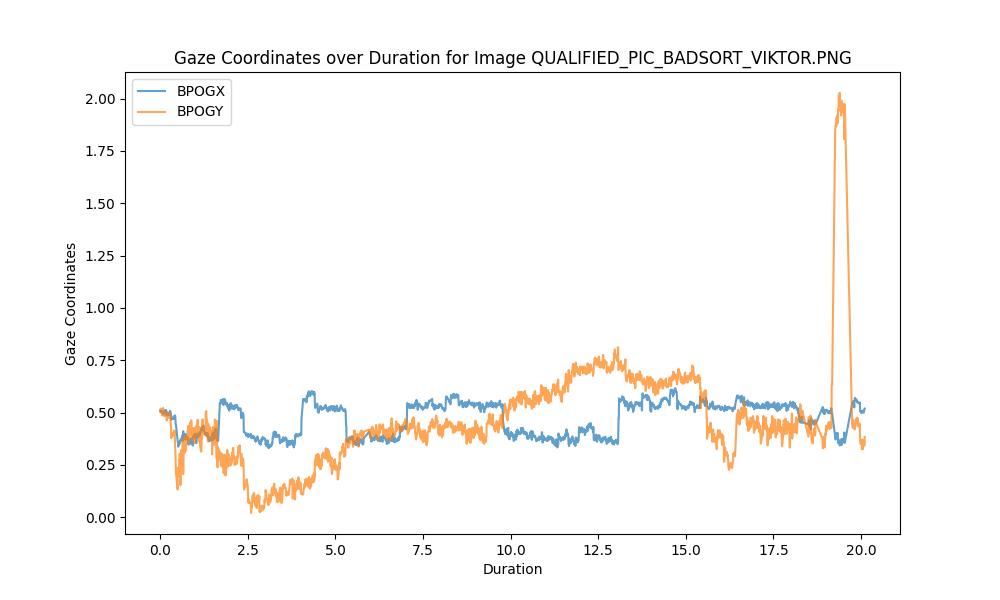 Gaze Coordinates over Duration for Image QUALIFIED_PIC_BADSORT_VIKTOR.PNG
BPOGX
BPOGY
2.00
1.75
1.50
1.25
1.00
0.75
0.50
0.25
0.00
Gaze Coordinates
0.0 2.5 5.0 7.5 10.0 12.5 15.0 17.5 20.0
Duration